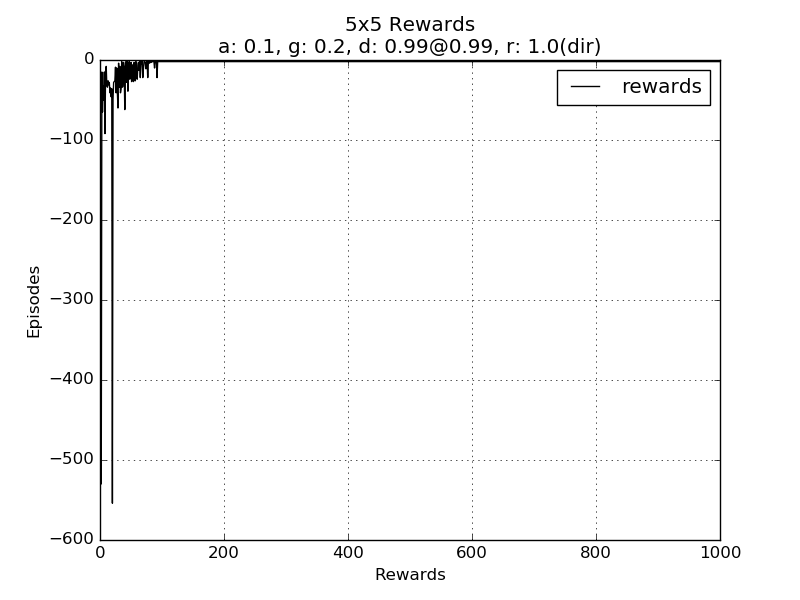 5x5 Rewards
a: 0.1, g: 0.2, d: 0.99@0.99, r: 1.0(dir)
rewards
0
−100
−200
−300
−400
−500
−600
Episodes
0 200 400 600 800 1000
Rewards